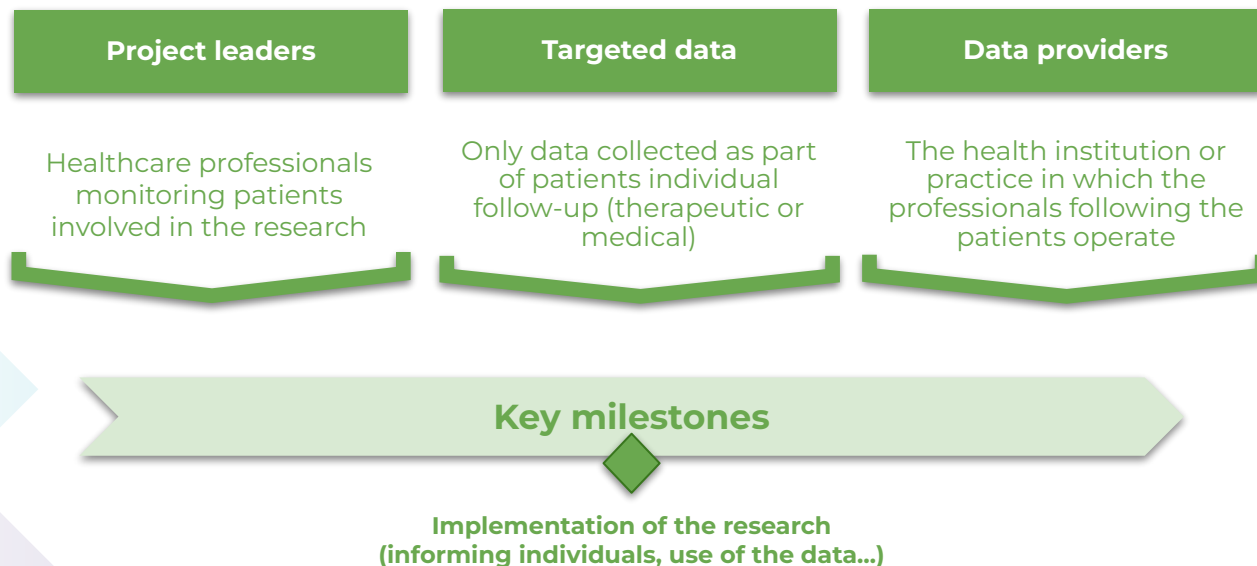 Project leaders
Targeted data
Data providers
Healthcare professionals
monitoring patients
involved in the research
Only data collected as part
of patients individual
follow-up (therapeutic or
medical)
The health institution or
practice in which the
professionals following the
patients operate
Key milestones
Implementation of the research
(informing individuals, use of the data...)